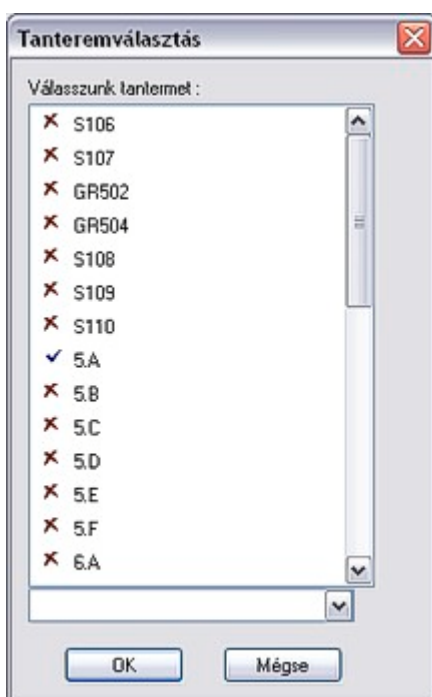 Tanteremválasztás
Válasszunk tantermet :
S106
S107
GR502
GR504
S108
S109
S110
5.A
5.B
5.C
5.D
5.E
5.F
6.A
OK
Mégse